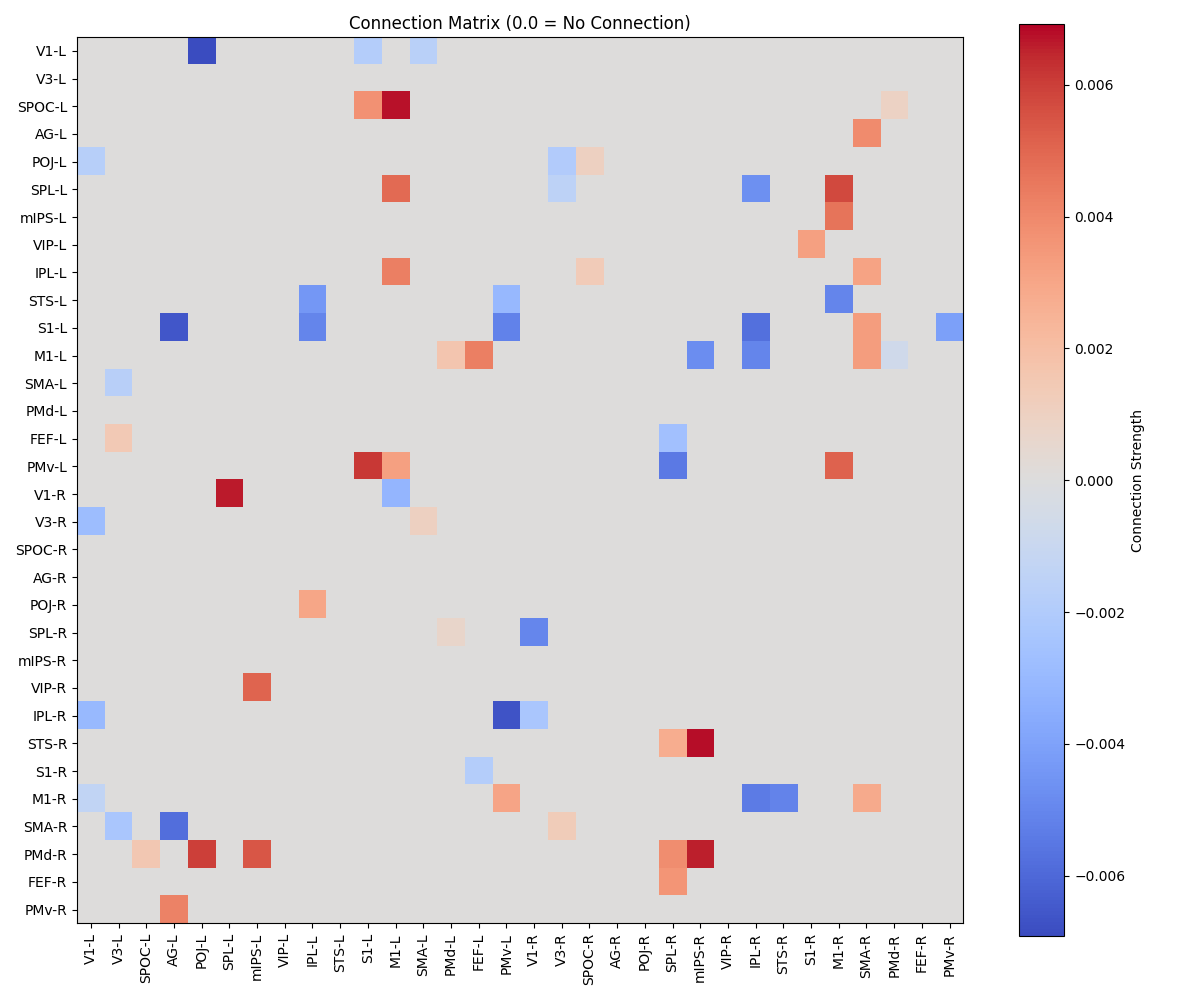 Connection Matrix (0.0 = No Connection)
V1-L
V3-L
SPOC-L
AG-L
POJ-L
SPL-L
mIPS-L
VIP-L
IPL-L
STS-L
S1-L
M1-L
SMA-L
PMd-L
FEF-L
PMv-L
V1-R
V3-R
SPOC-R
AG-R
POJ-R
SPL-R
mIPS-R
VIP-R
IPL-R
STS-R
S1-R
M1-R
SMA-R
PMd-R
FEF-R
PMv-R
V1-L
V3-L
SPOC-L
AG-L
POJ-L
SPL-L
mIPS-L
VIP-L
IPL-L
STS-L
S1-L
M1-L
SMA-L
PMd-L
FEF-L
PMv-L
V1-R
V3-R
SPOC-R
AG-R
POJ-R
SPL-R
mIPS-R
VIP-R
IPL-R
STS-R
S1-R
M1-R
SMA-R
PMd-R
FEF-R
PMv-R
0.006
0.004
0.002
0.000
−0.002
−0.004
−0.006
Connection Strength